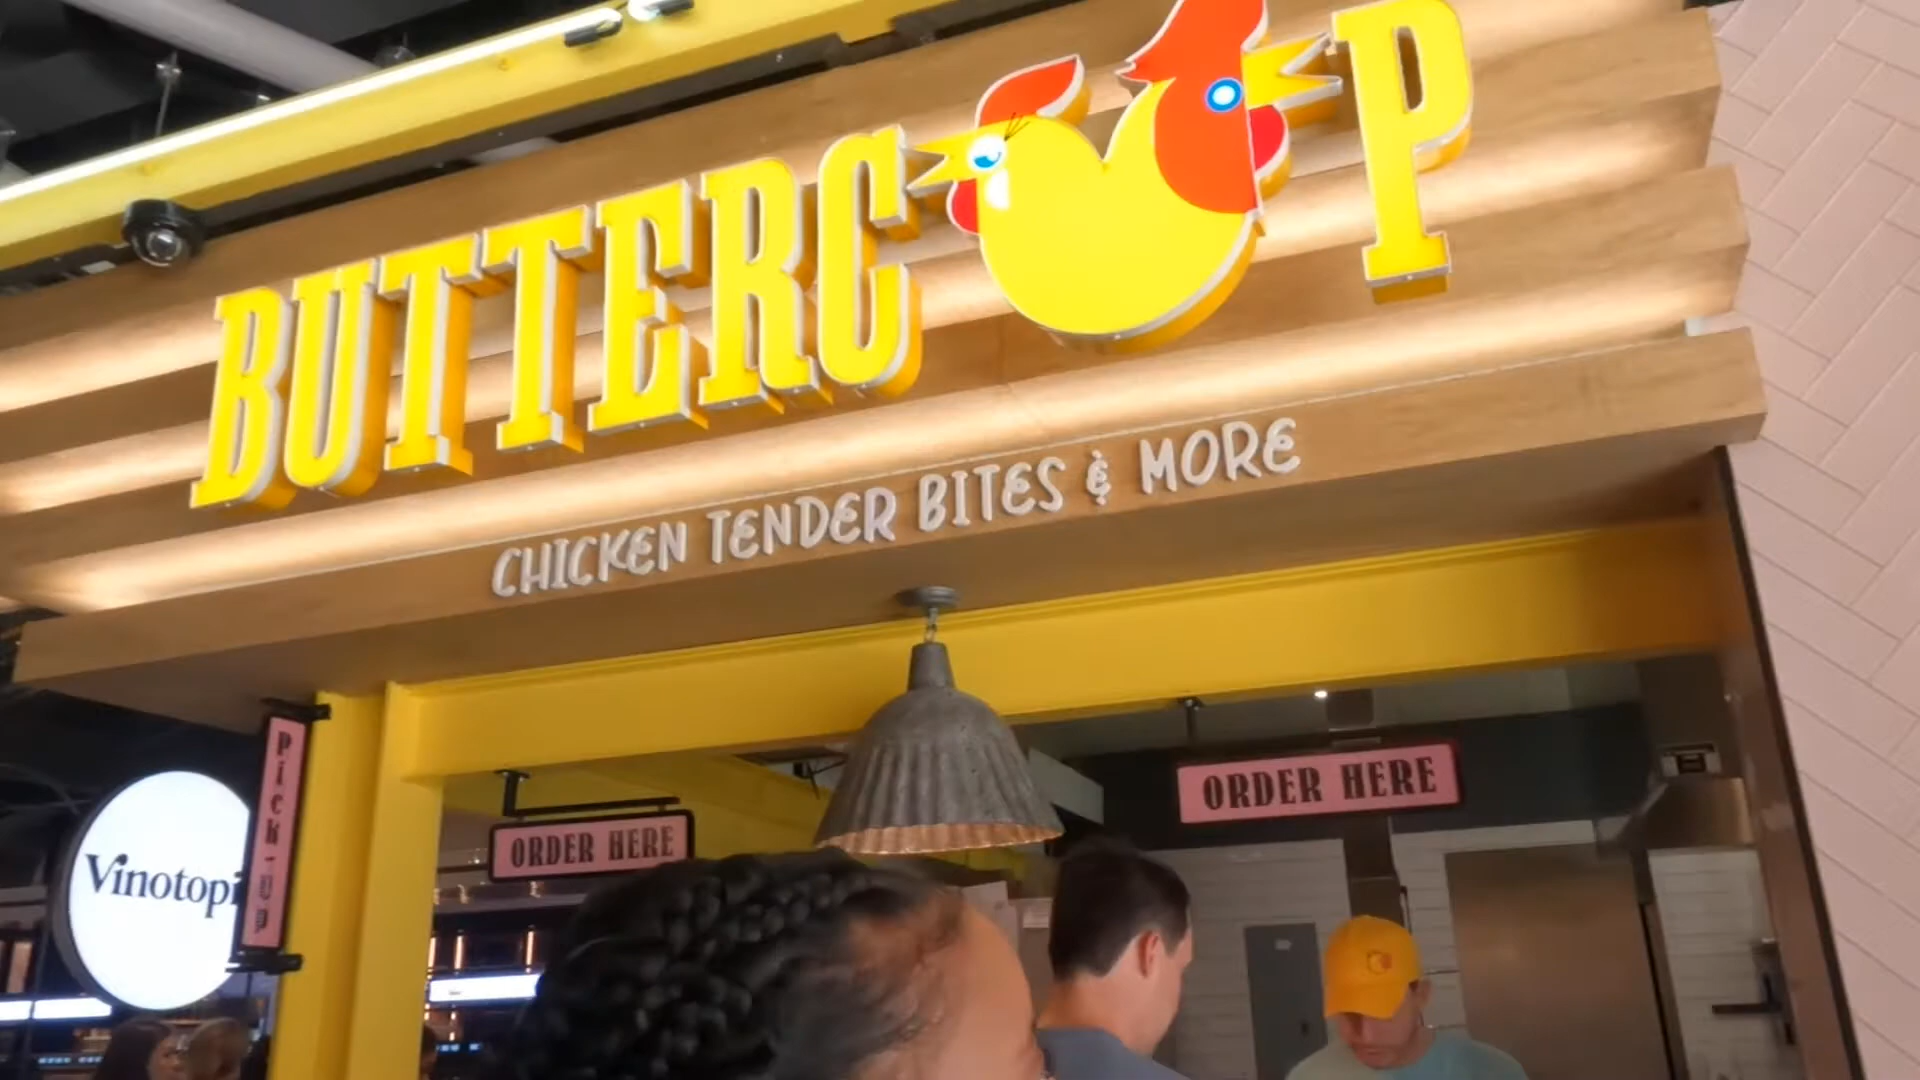 BUTTERC P
CHICKEN TENDER BITES & MORE
Pick-up
ORDER HERE
ORDER HERE
Vinotopi